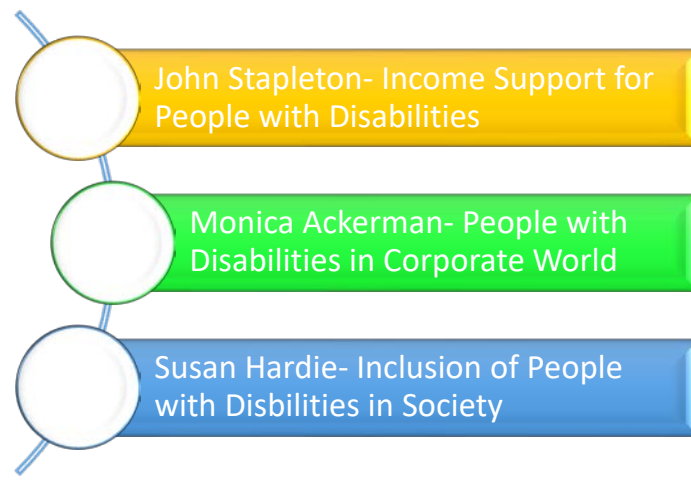 John Stapleton- Income Support for
People with Disabilities
Monica Ackerman- People with
Disabilities in Corporate World
Susan Hardie- Inclusion of People
with Disbilities in Society